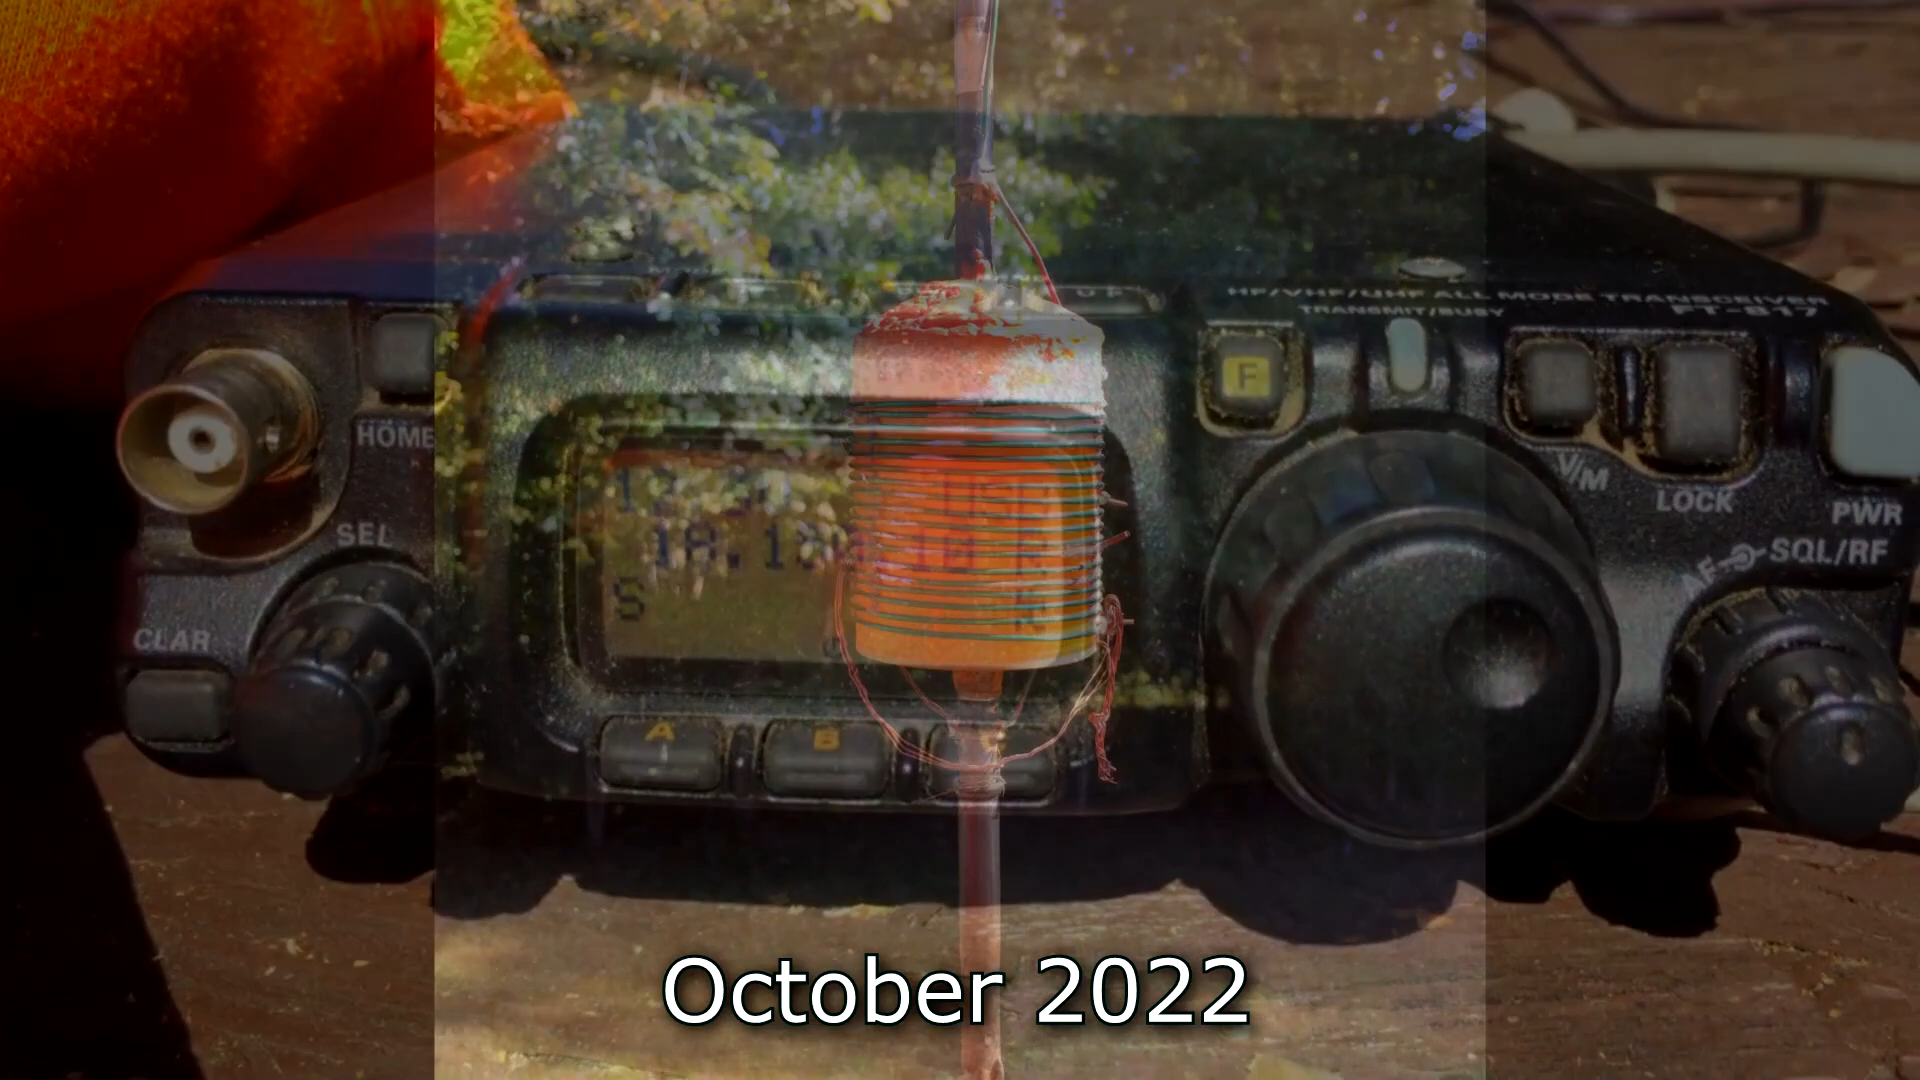 HF/VHF/UHF ALL MODE TRANSCEIVER
TRANSMIT/BUSY
FT-817
F
HOME
V/M
LOCK
PWR
SEL
AF
SQL/RF
S
CLAR
A
B
October 2022